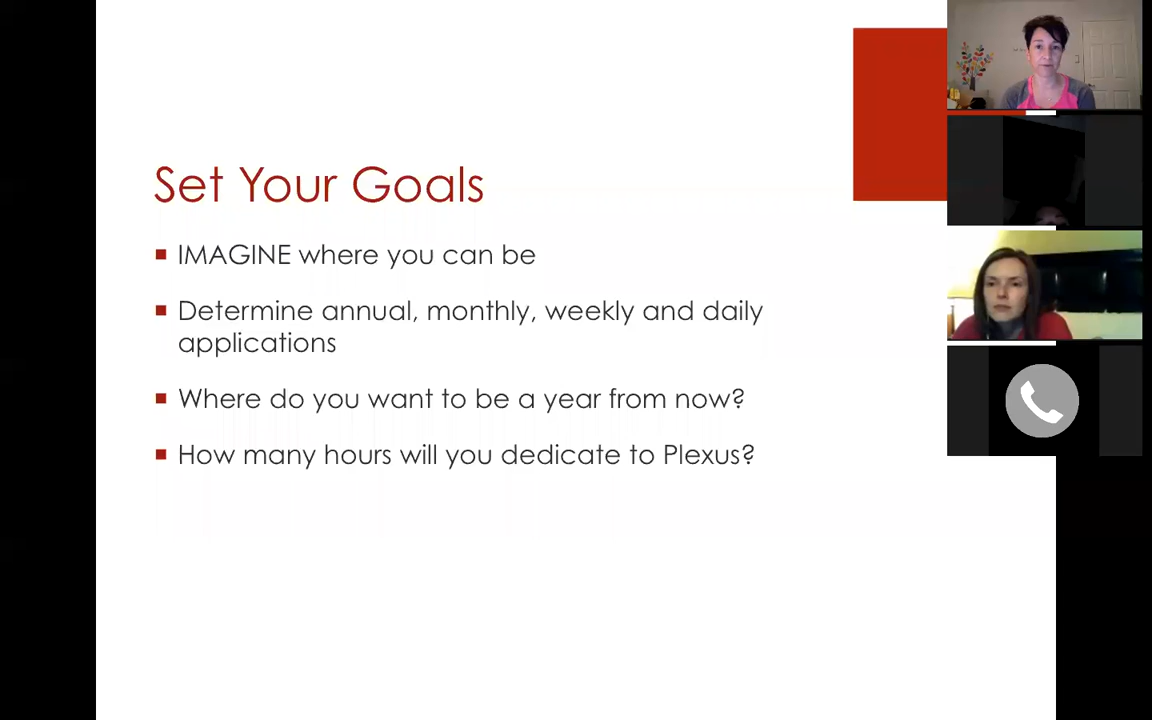 Set Your Goals
IMAGINE where you can be
Determine annual, monthly, weekly and daily
applications
Where do you want to be a year from now?
How many hours will you dedicate to Plexus?